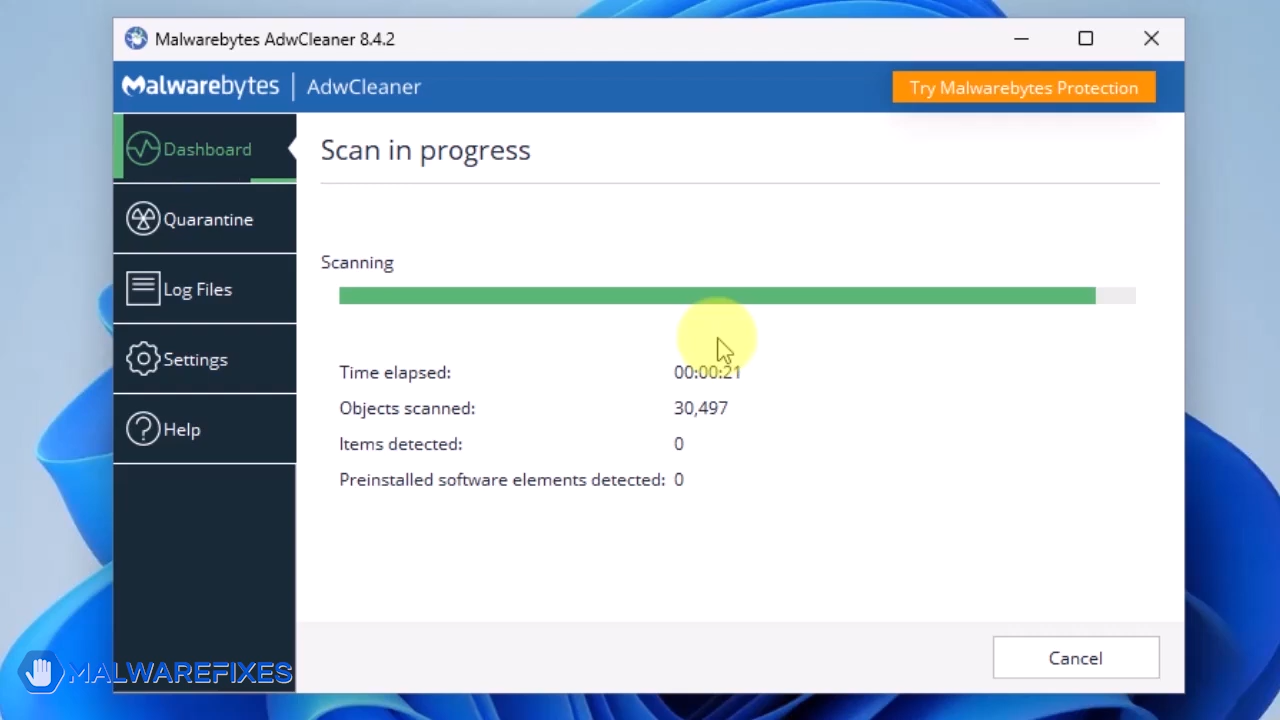 Malwarebytes AdwCleaner 8.4.2
Malwarebytes | AdwCleaner
Try Malwarebytes Protection
Dashboard
Quarantine
Log Files
Settings
Help
Scan in progress
Scanning
Time elapsed: 00:00:21
Objects scanned: 30,497
Items detected: 0
Preinstalled software elements detected: 0
Cancel
MALWAREFIXES